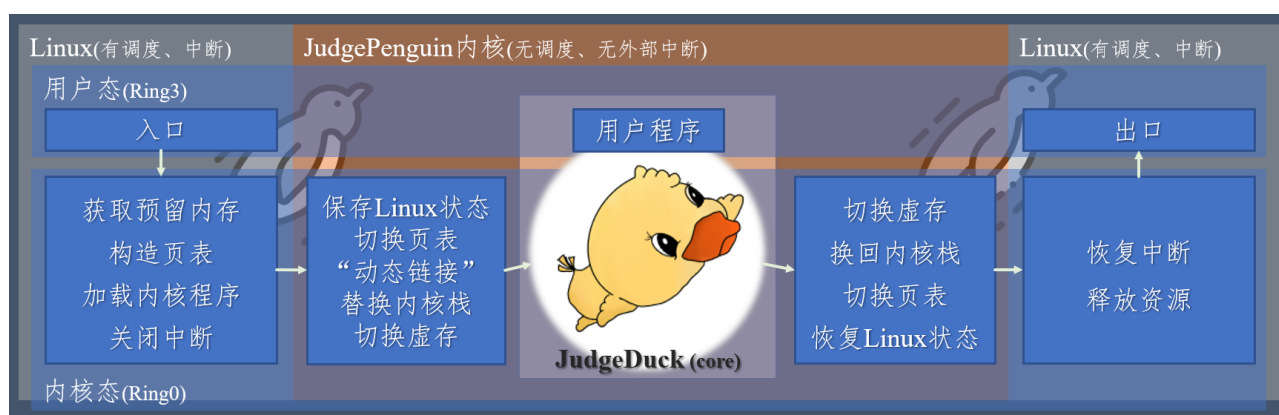 Linux(有调度、中断)
JudgePenguin内核(无调度、无外部中断)
Linux(有调度、中断)
用户态(Ring3)
入口
用户程序
出口
获取预留内存
构造页表
加载内核程序
关闭中断
保存Linux状态
切换页表
“动态链接”
替换内核栈
切换虚存
JudgeDuck (core)
切换虚存
换回内核栈
切换页表
恢复Linux状态
恢复中断
释放资源
内核态(Ring0)